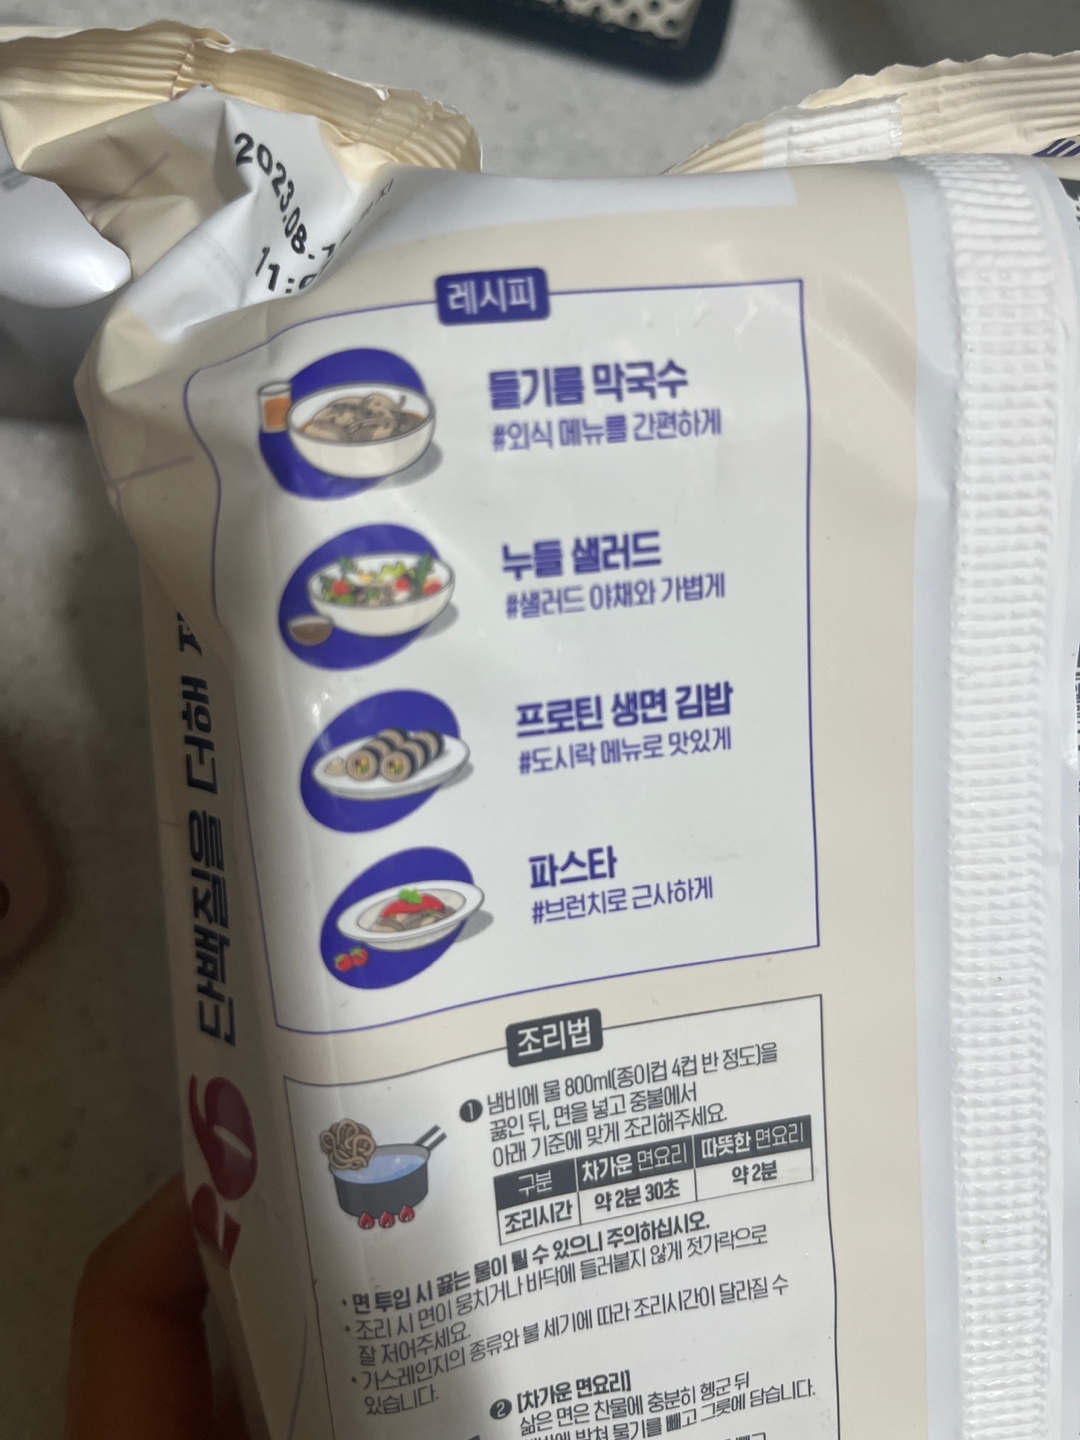 2023.08.
레시피
들기름 막국수
#외식 메뉴를 간편하게
누들 샐러드
#샐러드 야채와 가볍게
프로틴 생면 김밥
#도시락 메뉴로 맛있게
파스타
#브런치로 근사하게
단백질을 더해
조리법
1 냄비에 물 800ml(종이컵 4컵 반 정도)을
끓인 뒤, 면을 넣고 중불에서
아래 기준에 맞게 조리해주세요.
구분 차가운 면요리 따뜻한 면요리
조리시간 약 2분 30초 약 2분
• 면 투입 시 끓는 물이 튈 수 있으니 주의하십시오.
• 조리 시 면이 뭉치거나 바닥에 들러붙지 않게 젓가락으로
잘 저어주세요.
• 가스레인지의 종류와 불 세기에 따라 조리시간이 달라질 수
있습니다.
2 [차가운 면요리]
삶은 면은 찬물에 충분히 헹군 뒤
받쳐 물기를 빼고 그릇에 담습니다.